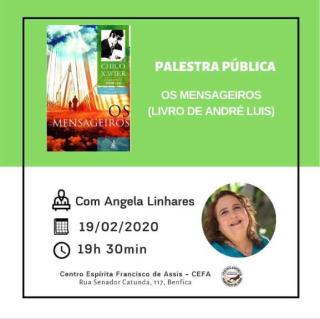 PALESTRA PÚBLICA
CHICO
XAVIER
OS MENSAGEIROS
(LIVRO DE ANDRÉ LUIS)
OS
MENSAGEIROS
Com Angela Linhares
19/02/2020
19h 30min
Centro Espírita Francisco de Assis - CEFA
Rua Senador Catunda, 117, Benfica